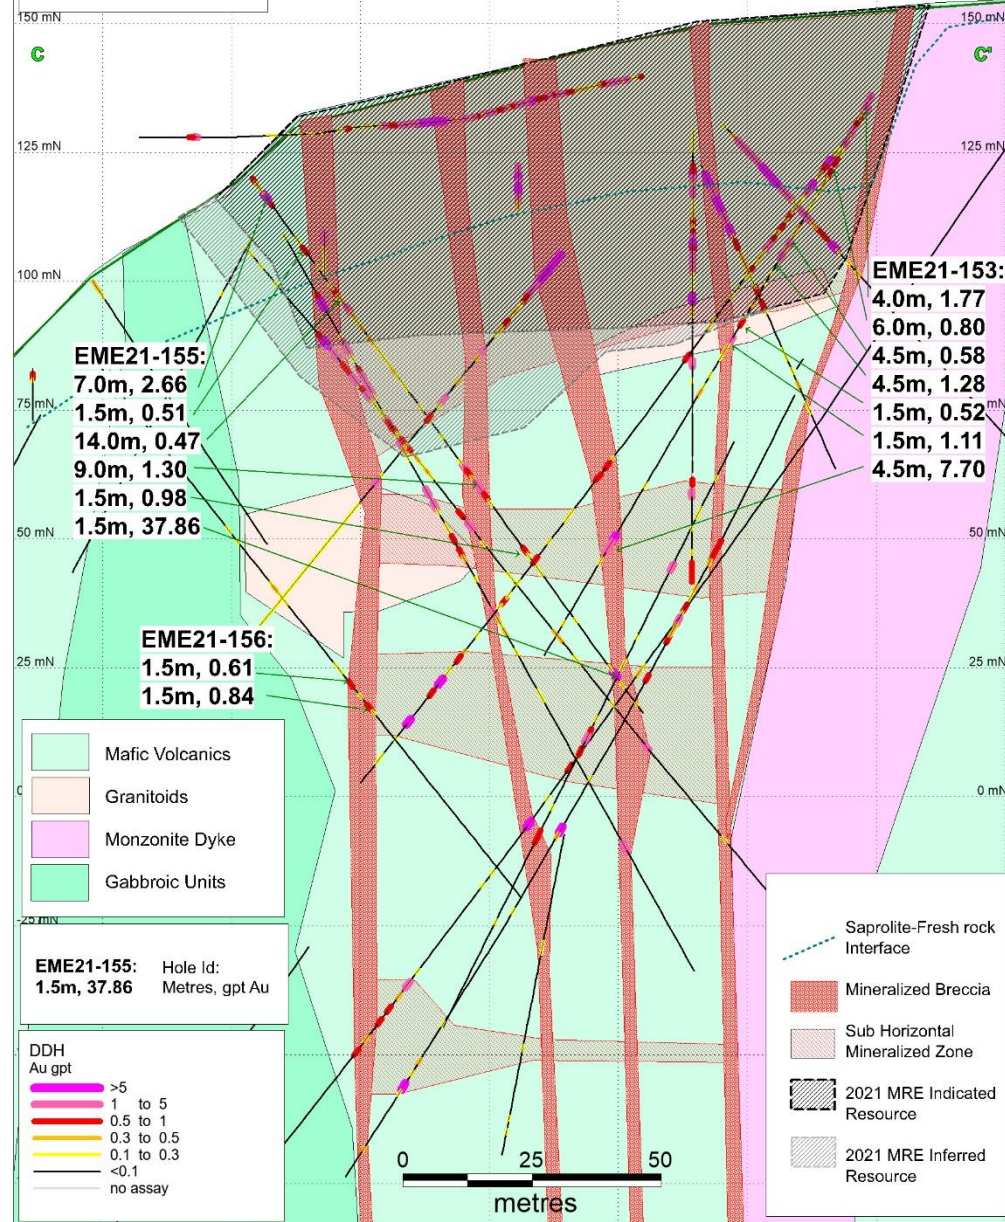 150 mN
150 mN
C
C'
125 mN
125 mN
100 mN
EME21-153:
4.0m, 1.77
6.0m, 0.80
4.5m, 0.58
4.5m, 1.28
1.5m, 0.52
1.5m, 1.11
4.5m, 7.70
EME21-155:
7.0m, 2.66
1.5m, 0.51
14.0m, 0.47
9.0m, 1.30
1.5m, 0.98
1.5m, 37.86
75 mN
50 mN
50 mN
EME21-156:
1.5m, 0.61
1.5m, 0.84
25 mN
25 mN
Mafic Volcanics
Granitoids
Monzonite Dyke
Gabbroic Units
0 mN
-25 mN
EME21-155: Hole Id:
1.5m, 37.86 Metres, gpt Au
DDH
Au gpt
>5
1 to 5
0.5 to 1
0.3 to 0.5
0.1 to 0.3
<0.1
no assay
0 25 50
metres
Saprolite-Fresh rock
Interface
Mineralized Breccia
Sub Horizontal
Mineralized Zone
2021 MRE Indicated
Resource
2021 MRE Inferred
Resource